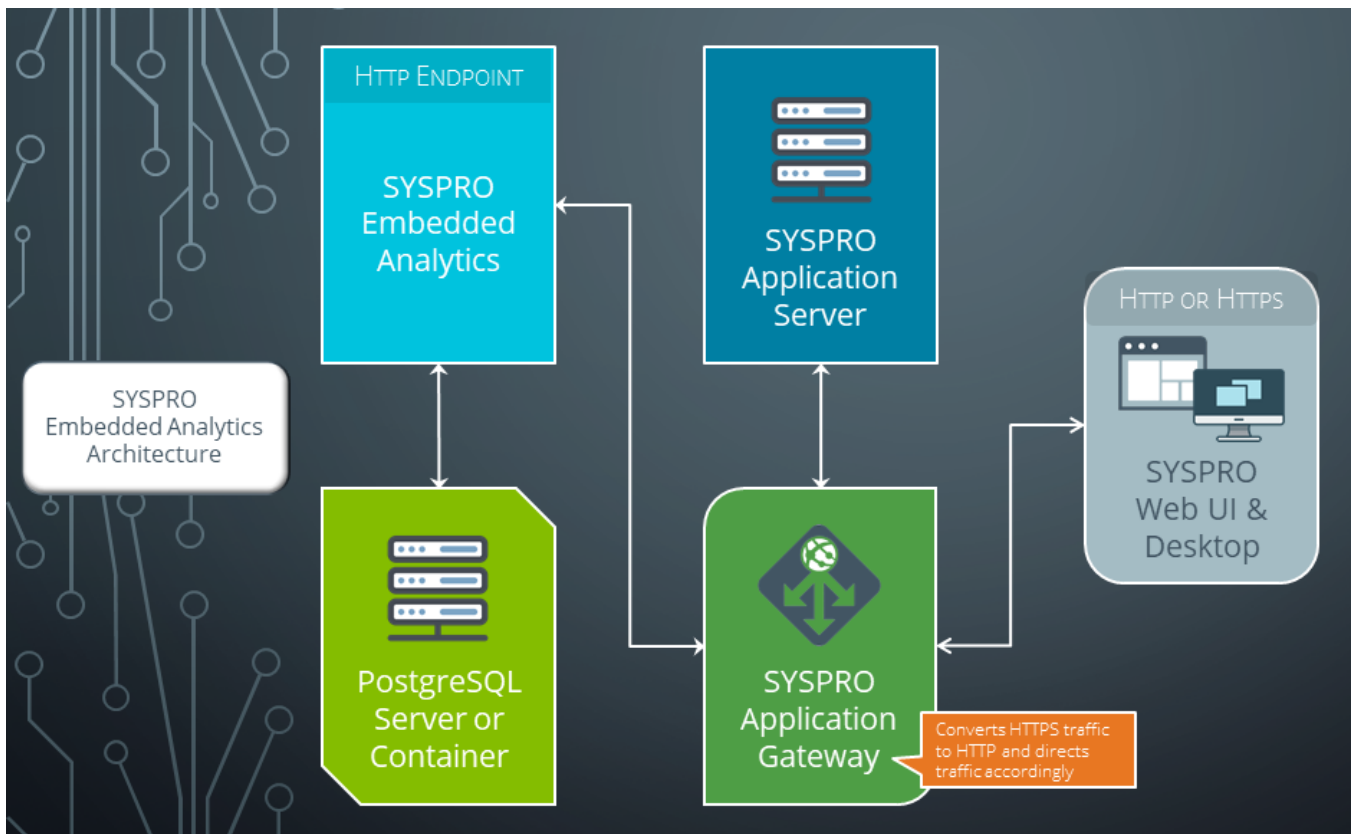 HTTP ENDPOINT
SYSPRO
Embedded
Analytics
SYSPRO
Application
Server
HTTP OR HTTPS
SYSPRO
Web UI &
Desktop
SYSPRO
Embedded Analytics
Architecture
PostgreSQL
Server or
Container
SYSPRO
Application
Gateway
Converts HTTPS traffic
to HTTP and directs
traffic accordingly